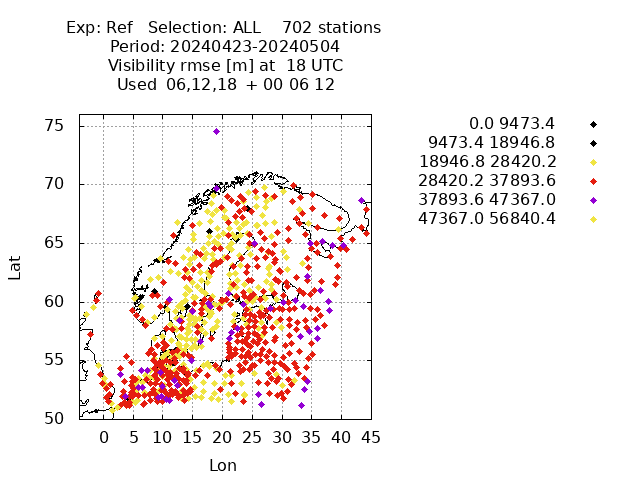 Exp: Ref   Selection: ALL    702 stations
Period: 20240423-20240504
Visibility rmse [m] at  18 UTC
Used  06,12,18  + 00 06 12
0.0 9473.4
9473.4 18946.8
18946.8 28420.2
28420.2 37893.6
37893.6 47367.0
47367.0 56840.4
75
70
65
60
55
50
Lat
0 5 10 15 20 25 30 35 40 45
Lon